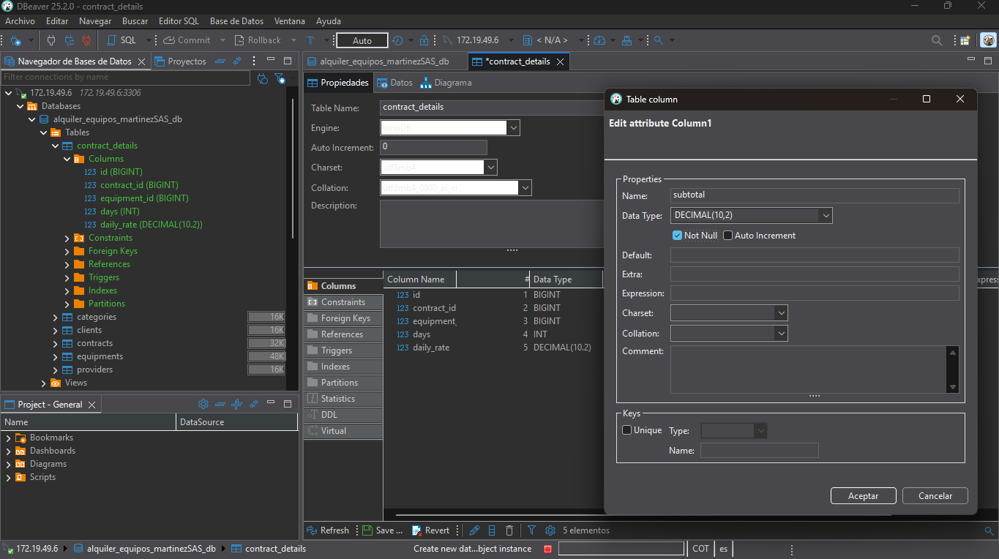 DBeaver 25.2.0 - contract_details
Archivo Editar Navegar Buscar Editor SQL Base de Datos Ventana Ayuda
SQL Commit Rollback T Auto 172.19.49.6 < N/A >
Navegador de Bases de Datos Proyectos
Filter connections by name
172.19.49.6 172.19.49.6:3306
Databases
alquiler_equipos_martinezSAS_db
Tables
contract_details
Columns
123 id (BIGINT)
123 contract_id (BIGINT)
123 equipment_id (BIGINT)
123 days (INT)
123 daily_rate (DECIMAL(10.2))
Constraints
Foreign Keys
References
Triggers
Indexes
Partitions
categories 16K
clients 16K
contracts 32K
equipments 48K
providers 16K
Views
Project - General
Name DataSource
Bookmarks
Dashboards
Diagrams
Scripts
alquiler_equipos_martinezSAS_db *contract_details
Propiedades Datos Diagrama
Table Name: contract_details
Engine: InnoDB
Auto Increment: 0
Charset: utf8mb4
Collation: utf8mb4_0900_ai_ci
Description:
Columns
Constraints
Foreign Keys
References
Triggers
Indexes
Partitions
Statistics
DDL
Virtual
Column Name # Data Type
123 id 1 BIGINT
123 contract_id 2 BIGINT
123 equipment_ 3 BIGINT
123 days 4 INT
123 daily_rate 5 DECIMAL(10.2)
xpress
Table column
Edit attribute Column1
Properties
Name: subtotal
Data Type: DECIMAL(10,2)
Not Null Auto Increment
Default:
Extra:
Expression:
Charset:
Collation:
Comment:
Keys
Unique Type:
Name:
Aceptar Cancelar
Refresh Save ... Revert 5 elementos
172.19.49.6 alquiler_equipos_martinezSAS_db contract_details Create new dat...bject instance COT es